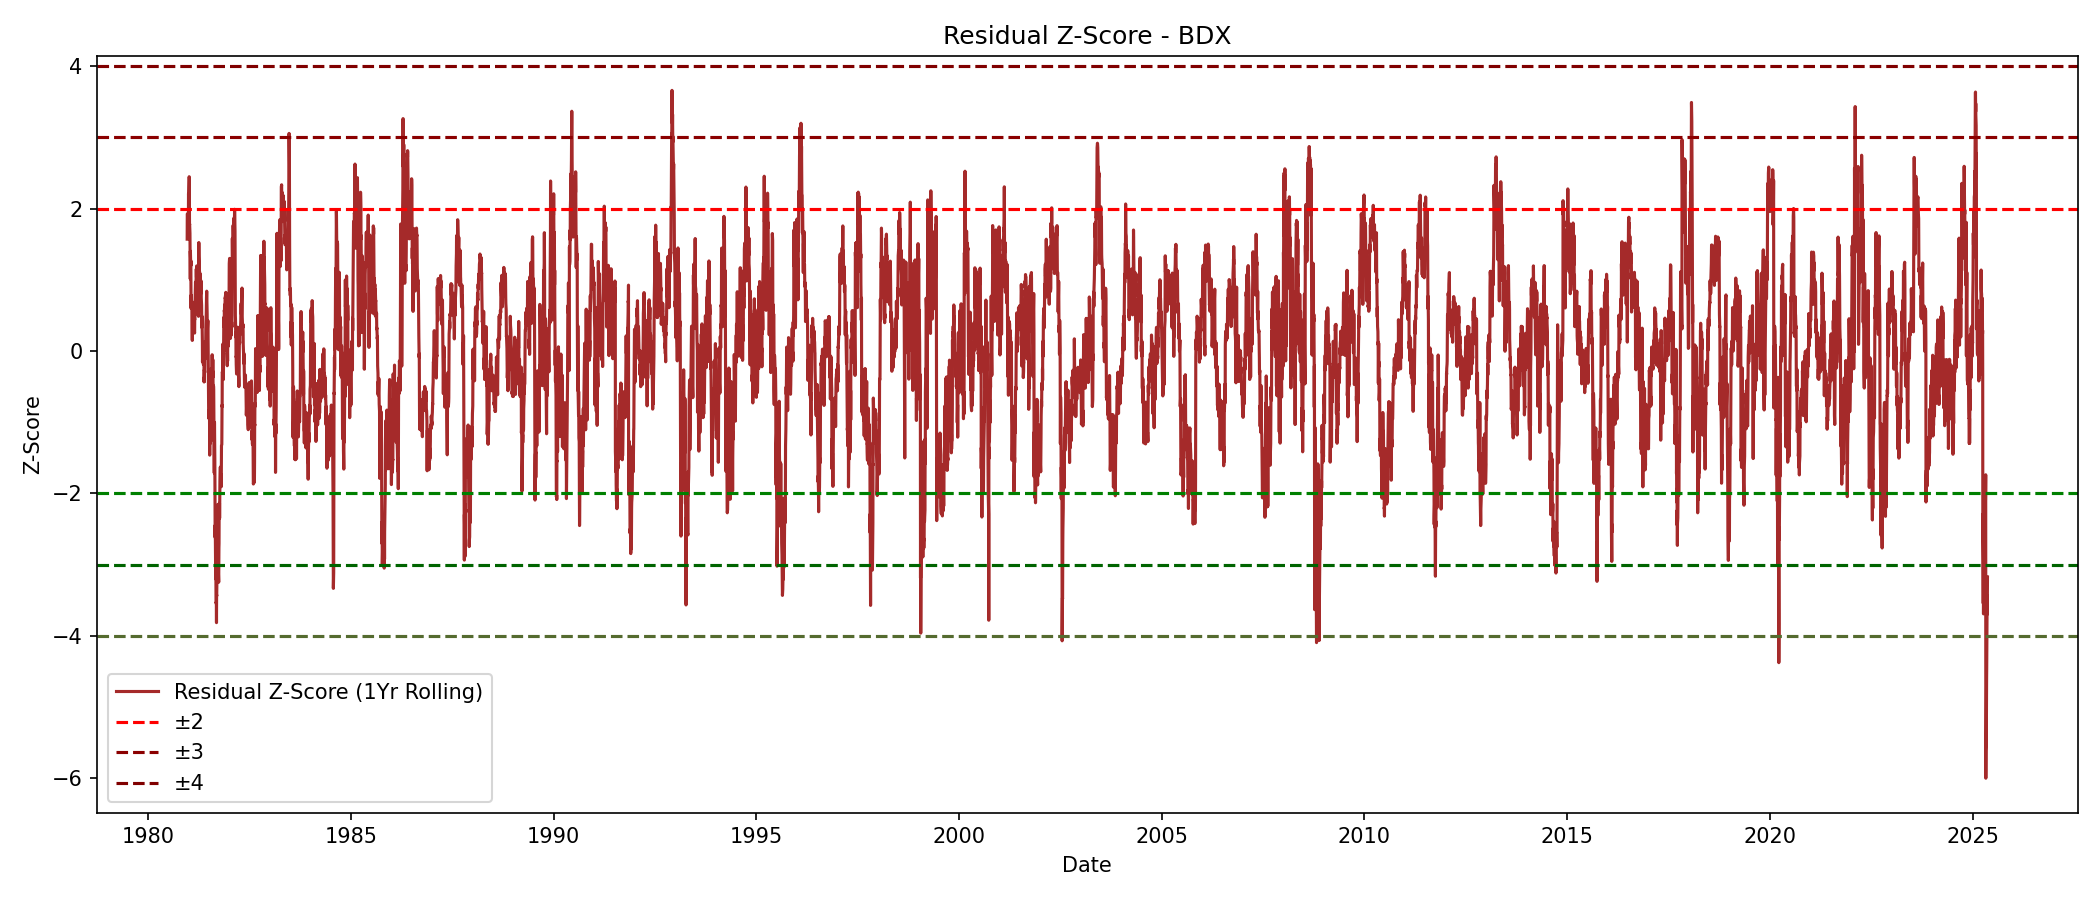 Residual Z-Score - BDX
Z-Score
4
2
0
−2
−4
−6
Residual Z-Score (1Yr Rolling)
±2
±3
±4
1980 1985 1990 1995 2000 2005 2010 2015 2020 2025
Date